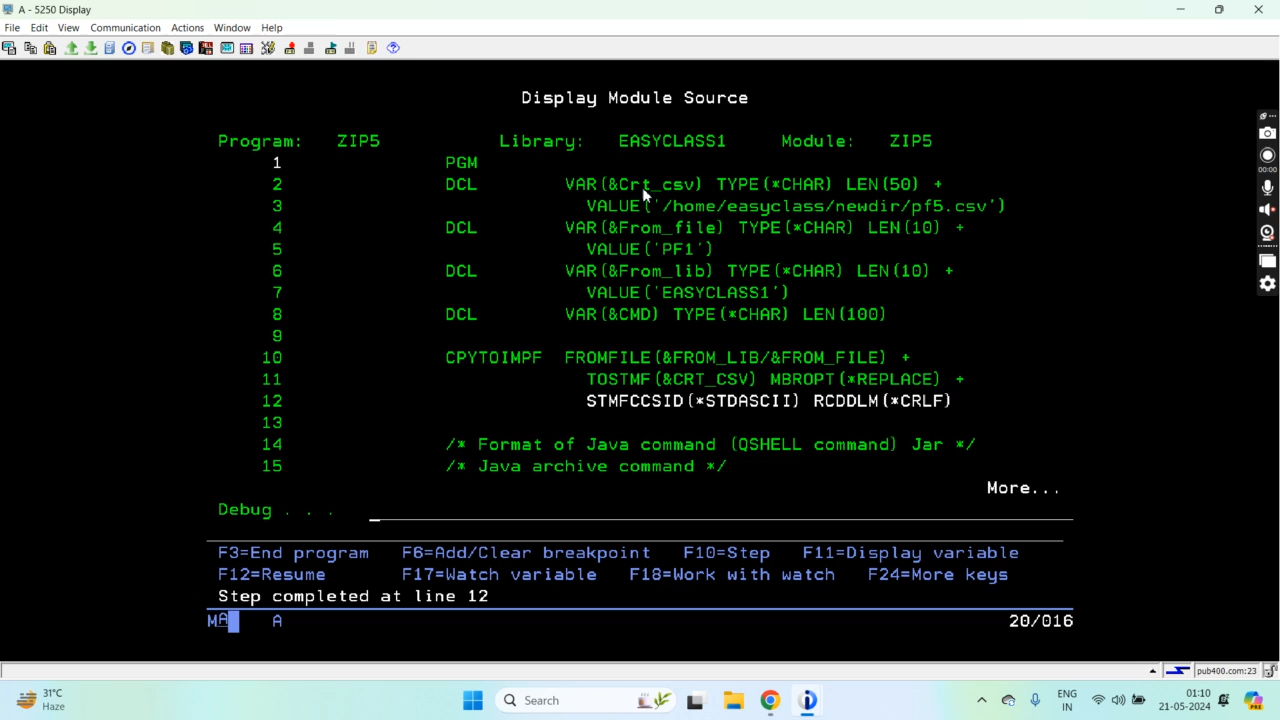 A - 5250 Display
File Edit View Communication Actions Window Help
Display Module Source
Program: ZIP5 Library: EASYCLASS1 Module: ZIP5
1 PGM
2 DCL VAR(&Crt_csv) TYPE(*CHAR) LEN(50) +
3 VALUE('/home/easyclass/newdir/pf5.csv')
4 DCL VAR(&From_file) TYPE(*CHAR) LEN(10) +
5 VALUE('PF1')
6 DCL VAR(&From_lib) TYPE(*CHAR) LEN(10) +
7 VALUE('EASYCLASS1')
8 DCL VAR(&CMD) TYPE(*CHAR) LEN(100)
9
10 CPYTOIMPF FROMFILE(&FROM_LIB/&FROM_FILE) +
11 TOSTMF(&CRT_CSV) MBROPT(*REPLACE) +
12 STMFCCSID(*STDASCII) RCDDLM(*CRLF)
13
14 /* Format of Java command (QSHELL command) Jar */
15 /* Java archive command */
More...
Debug . . .
F3=End program F6=Add/Clear breakpoint F10=Step F11=Display variable
F12=Resume F17=Watch variable F18=Work with watch F24=More keys
Step completed at line 12
MA A 20/016
pub400.com:23
00:00
31°C
Haze
Search
ENG
IN
01:10
21-05-2024